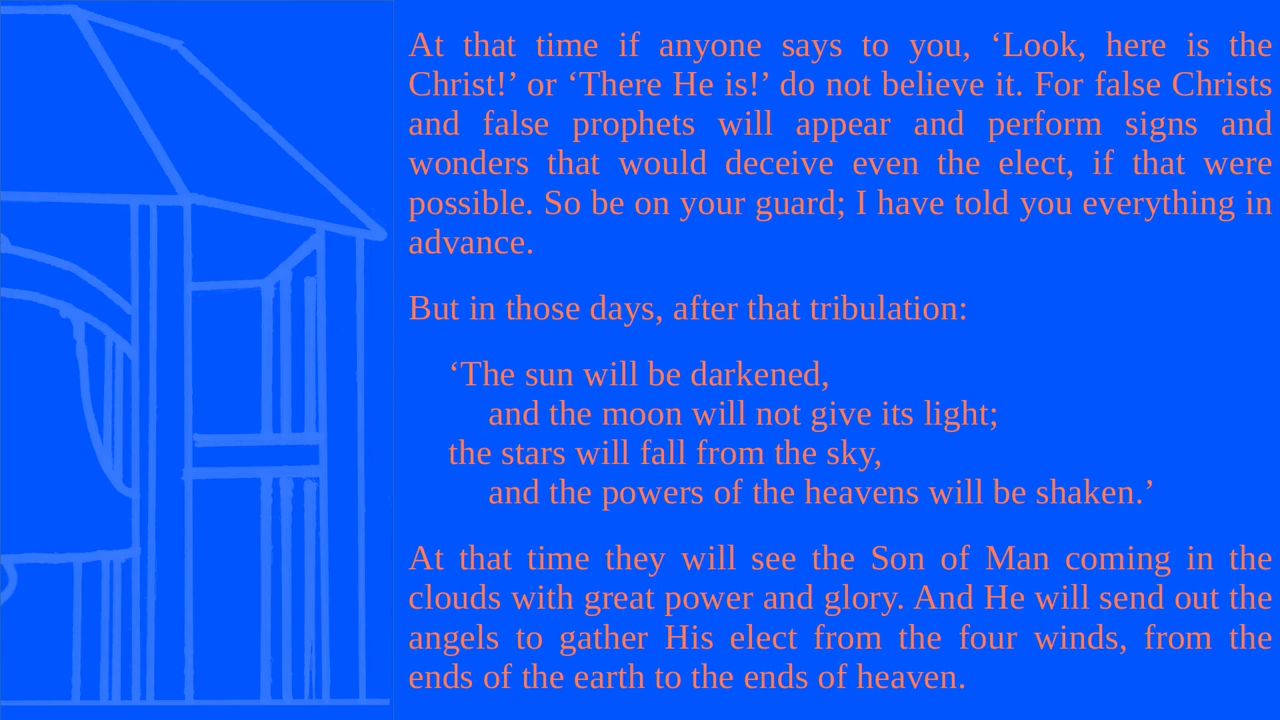 At that time if anyone says to you, ‘Look, here is the
Christ!’ or ‘There He is!’ do not believe it. For false Christs
and false prophets will appear and perform signs and
wonders that would deceive even the elect, if that were
possible. So be on your guard; I have told you everything in
advance.
But in those days, after that tribulation:
‘The sun will be darkened,
and the moon will not give its light;
the stars will fall from the sky,
and the powers of the heavens will be shaken.’
At that time they will see the Son of Man coming in the
clouds with great power and glory. And He will send out the
angels to gather His elect from the four winds, from the
ends of the earth to the ends of heaven.